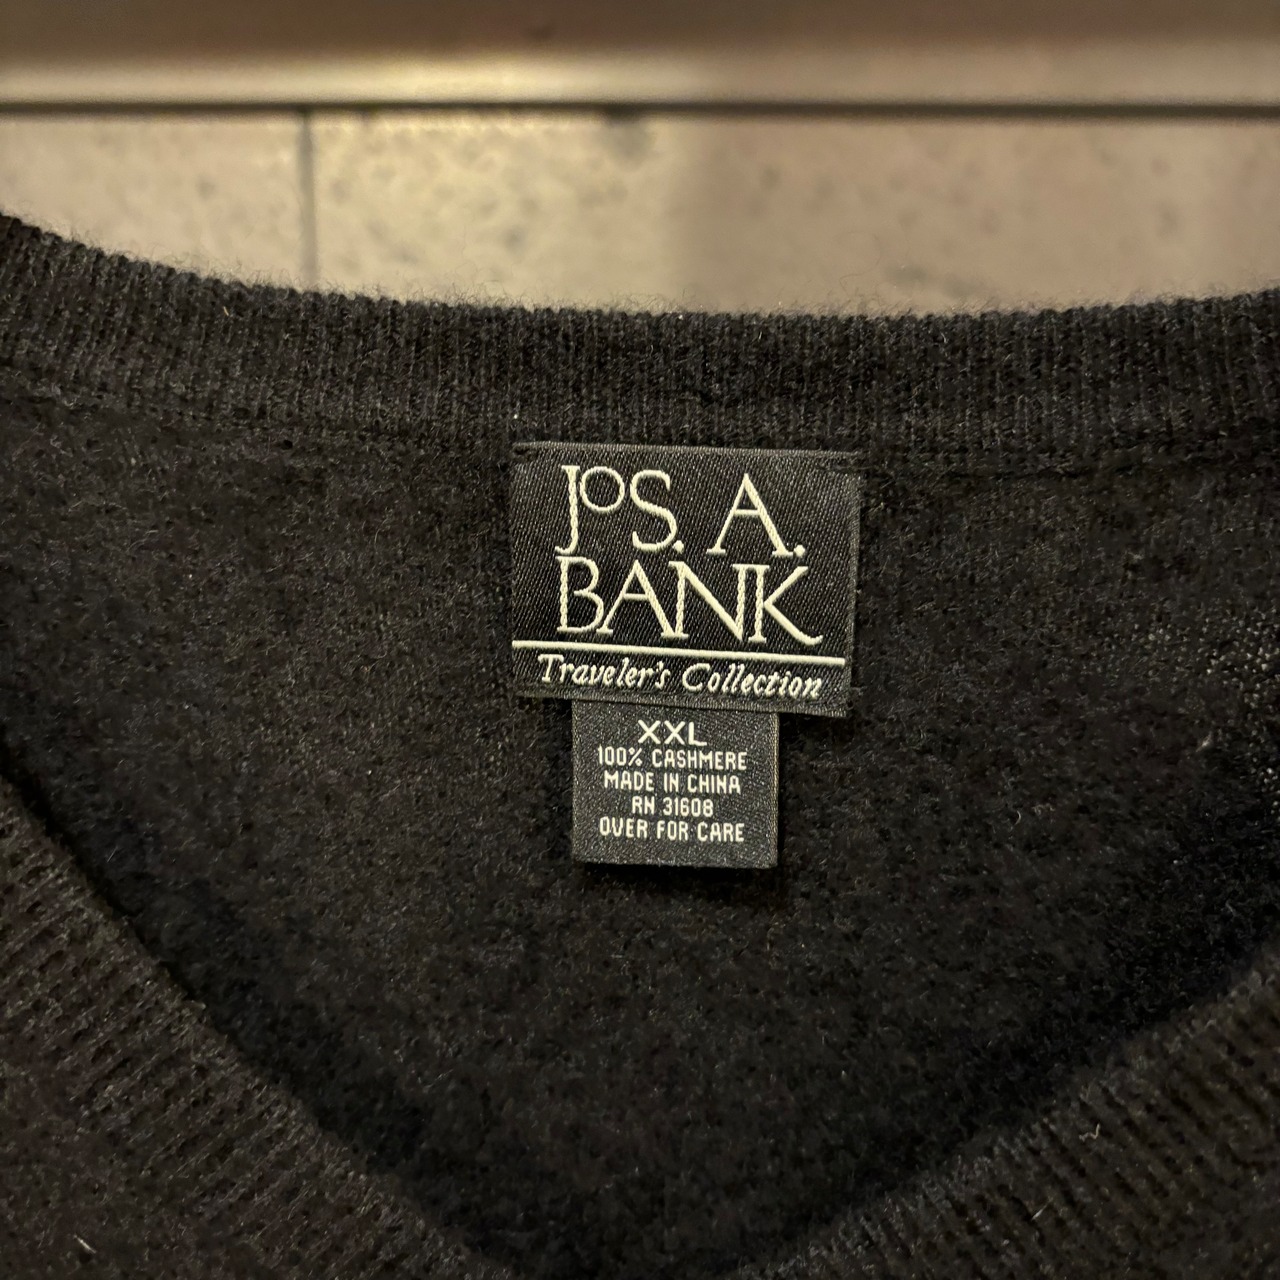 JOS. A.
BANK
Traveler's Collection
XXL
100% CASHMERE
MADE IN CHINA
RN 31608
OVER FOR CARE